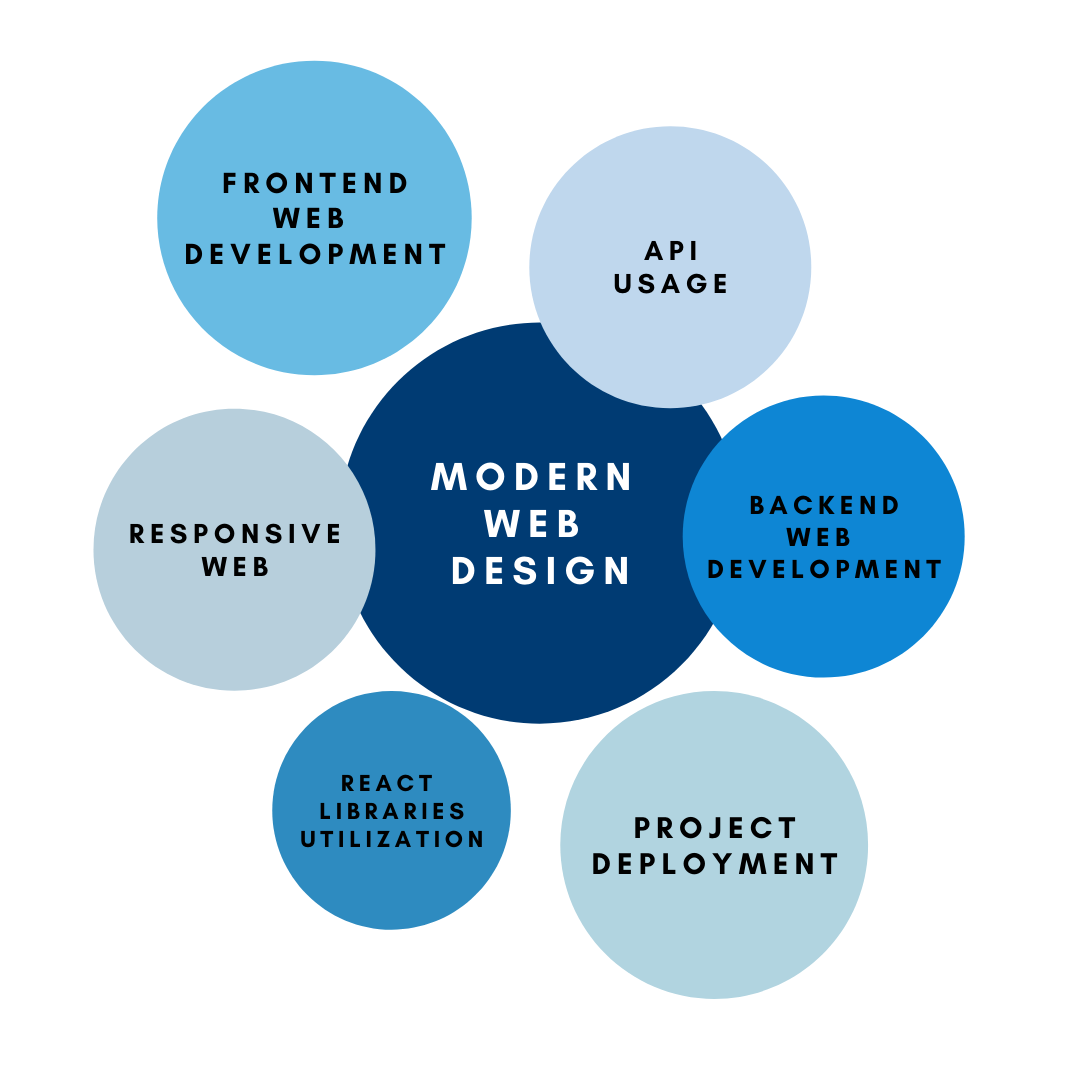 FRONTEND
WEB
DEVELOPMENT
API
USAGE
MODERN
WEB
DESIGN
RESPONSIVE
WEB
BACKEND
WEB
DEVELOPMENT
REACT
LIBRARIES
UTILIZATION
PROJECT
DEPLOYMENT